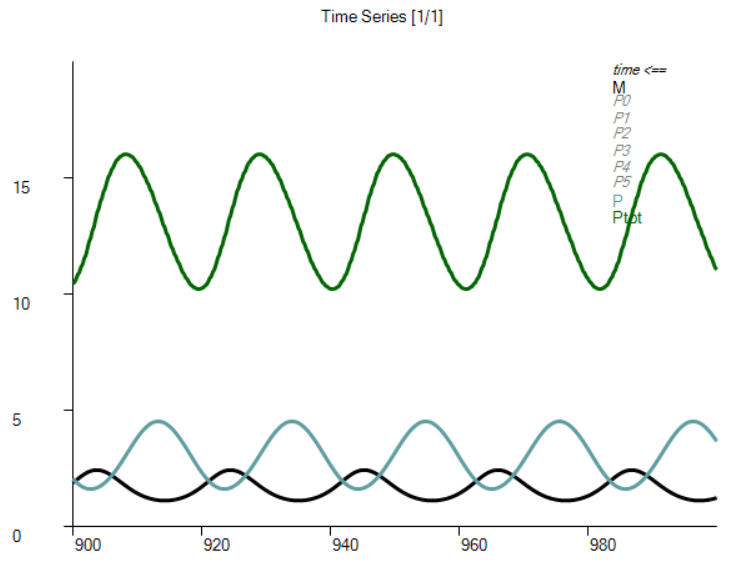 Time Series [1/1]
time <==
M
P0
P1
P2
P3
P4
P5
P
Ptot
15
10
5
0
900 920 940 960 980